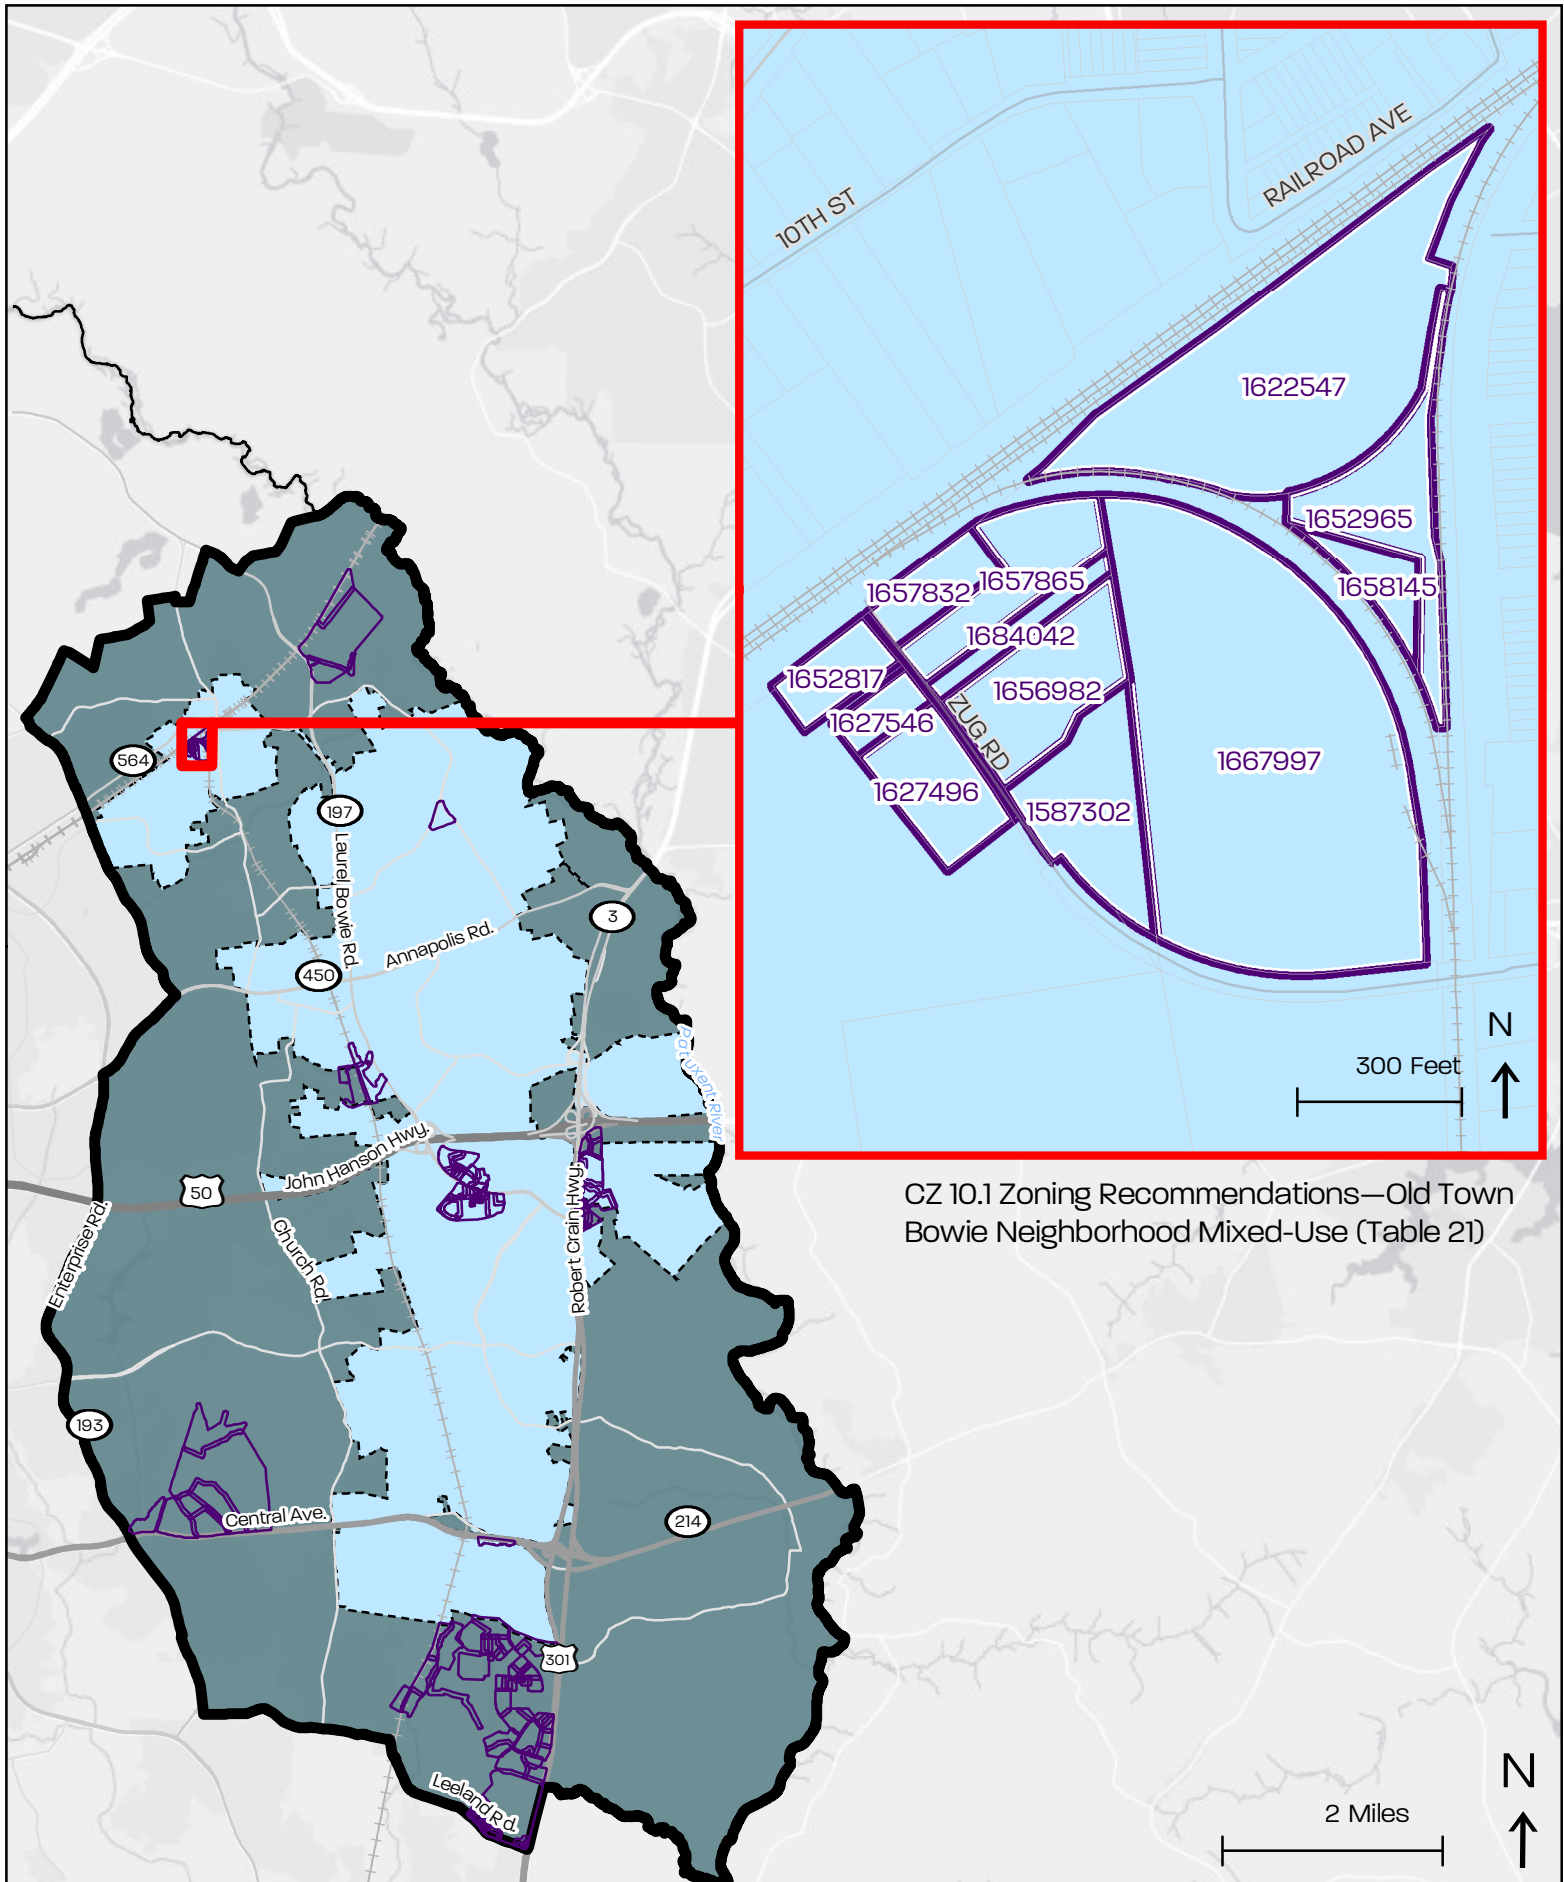 10TH ST
RAILROAD AVE
1622547
1652965
1658145
1657832
1657865
1684042
1652817
1656982
1627546
ZUG RD
1667997
1627496
1587302
N
300 Feet
CZ 10.1 Zoning Recommendations—Old Town
Bowie Neighborhood Mixed-Use (Table 21)
564
197
Laurel Bowie Rd.
3
Annapolis Rd.
450
Patuxent River
John Hanson Hwy.
50
Enterprise Rd.
Church Rd.
Robert Crain Hwy.
193
Central Ave.
214
301
Leeland Rd.
N
2 Miles